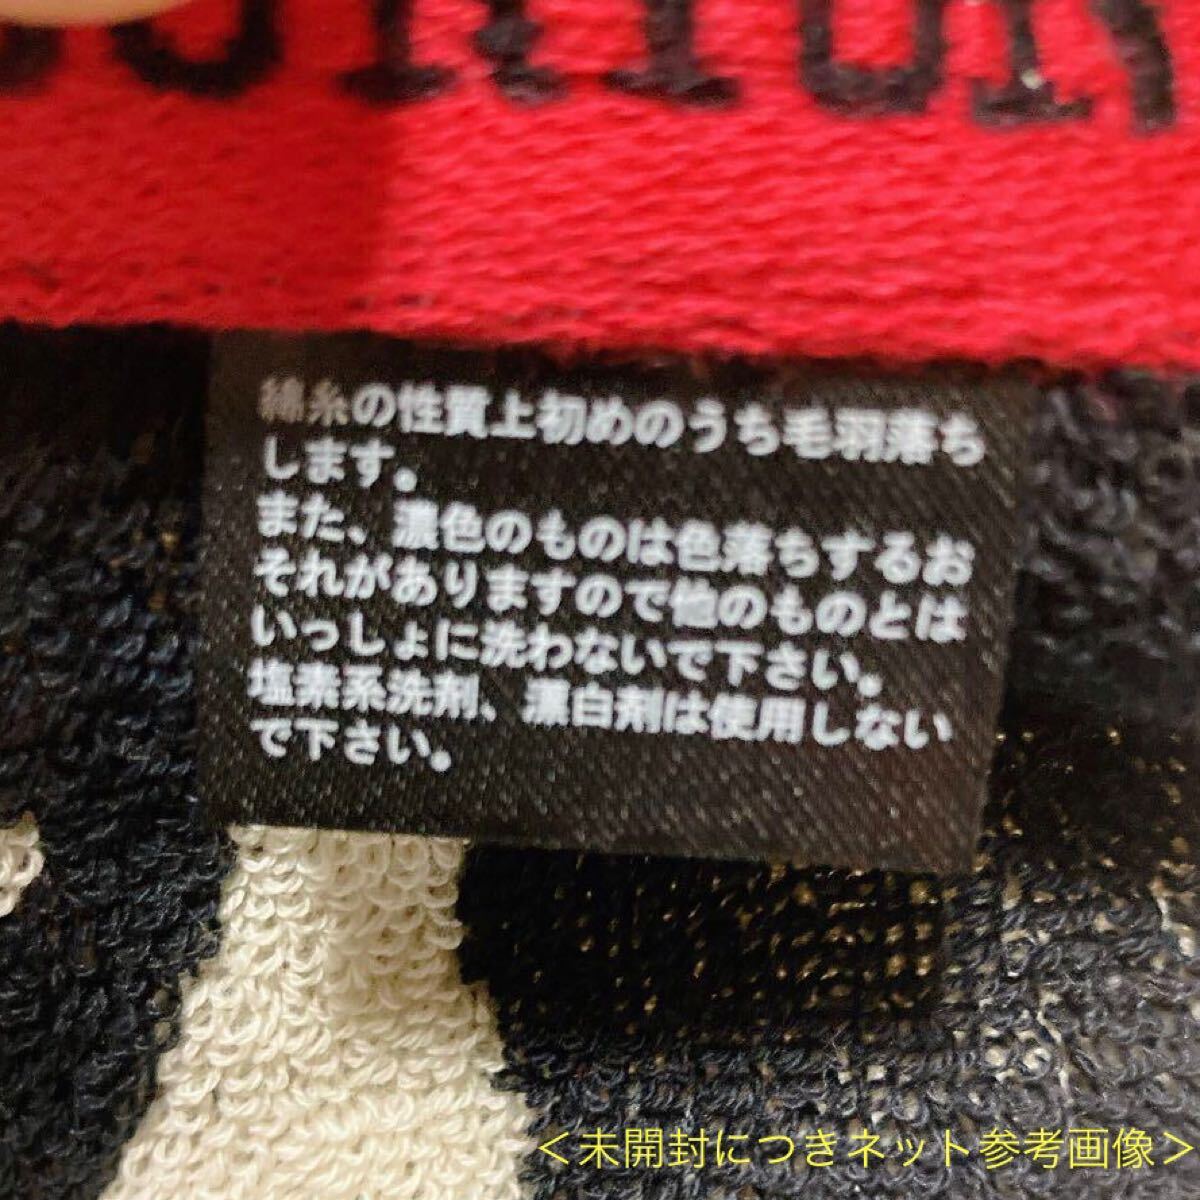 綿糸の性質上初めのうち毛羽落ち
します。
また、濃色のものは色落ちするお
それがありますので他のものとは
いっしょに洗わないで下さい。
塩素系洗剤、漂白剤は使用しない
で下さい。
＜未開封につきネット参考画像＞